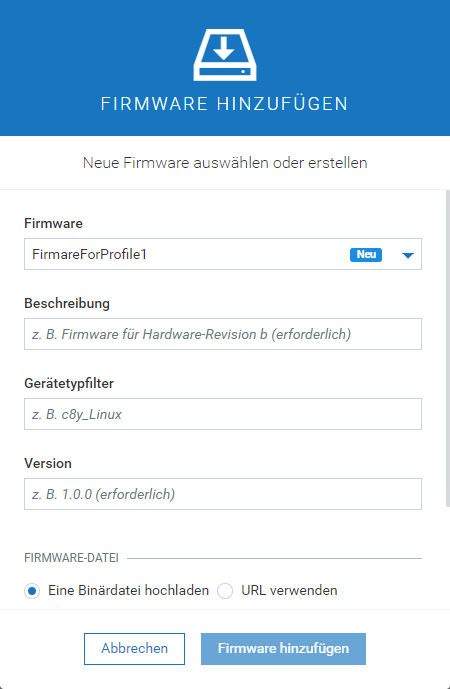 FIRMWARE HINZUFÜGEN
Neue Firmware auswählen oder erstellen
Firmware
FirmareForProfile1 Neu
Beschreibung
z. B. Firmware für Hardware-Revision b (erforderlich)
Gerätetypfilter
z. B. c8y_Linux
Version
z. B. 1.0.0 (erforderlich)
FIRMWARE-DATEI
Eine Binärdatei hochladen URL verwenden
Abbrechen Firmware hinzufügen